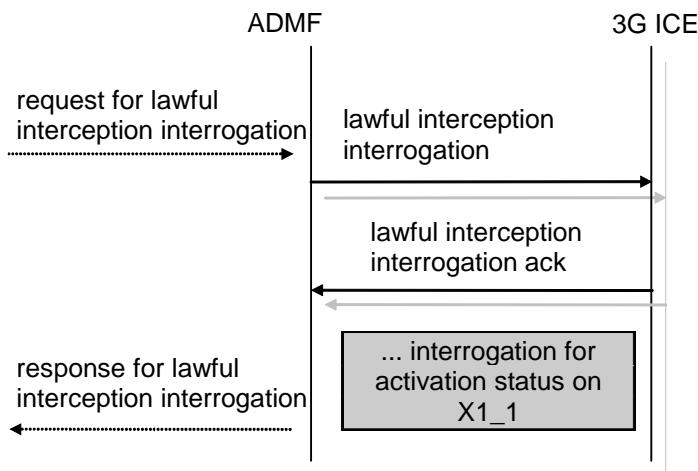 ADMF
3G ICE
request for lawful
interception interrogation
lawful interception
interrogation
lawful interception
interrogation ack
... interrogation for
activation status on
X1_1
response for lawful
interception interrogation